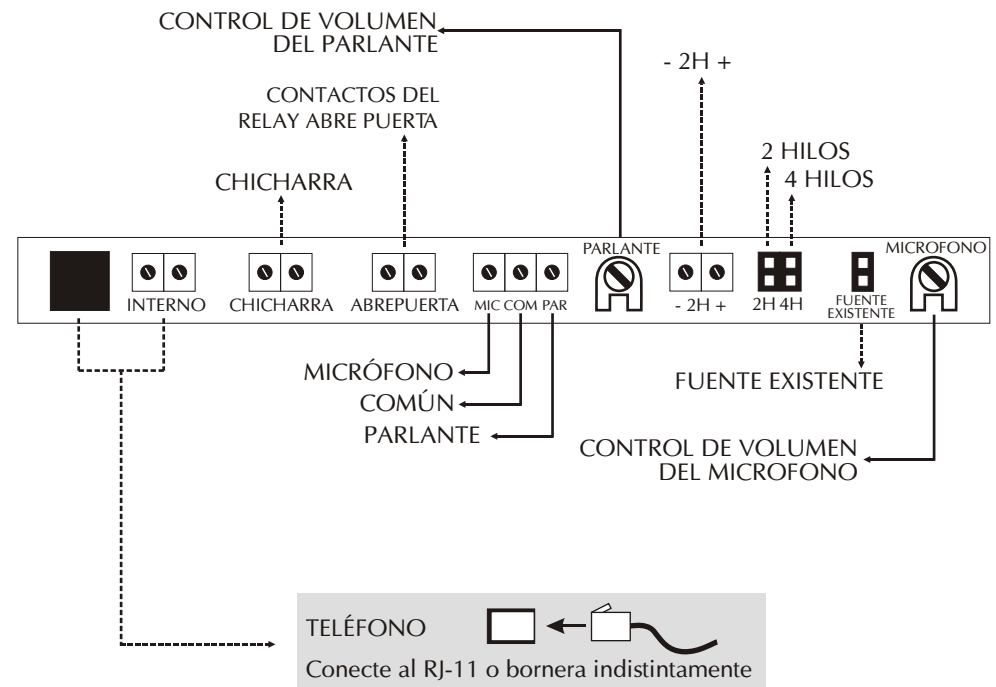 CONTROL DE VOLUMEN
DEL PARLANTE
- 2H +
CONTACTOS DEL
RELAY ABRE PUERTA
2 HILOS
4 HILOS
CHICHARRA
PARLANTE
MICROFONO
INTERNO
CHICHARRA
ABREPUERTA
MIC COM PAR
- 2H +
2H 4H
FUENTE
EXISTENTE
MICRÓFONO
COMÚN
PARLANTE
FUENTE EXISTENTE
CONTROL DE VOLUMEN
DEL MICROFONO
TELÉFONO
Conecte al RJ-11 o bornera indistintamente